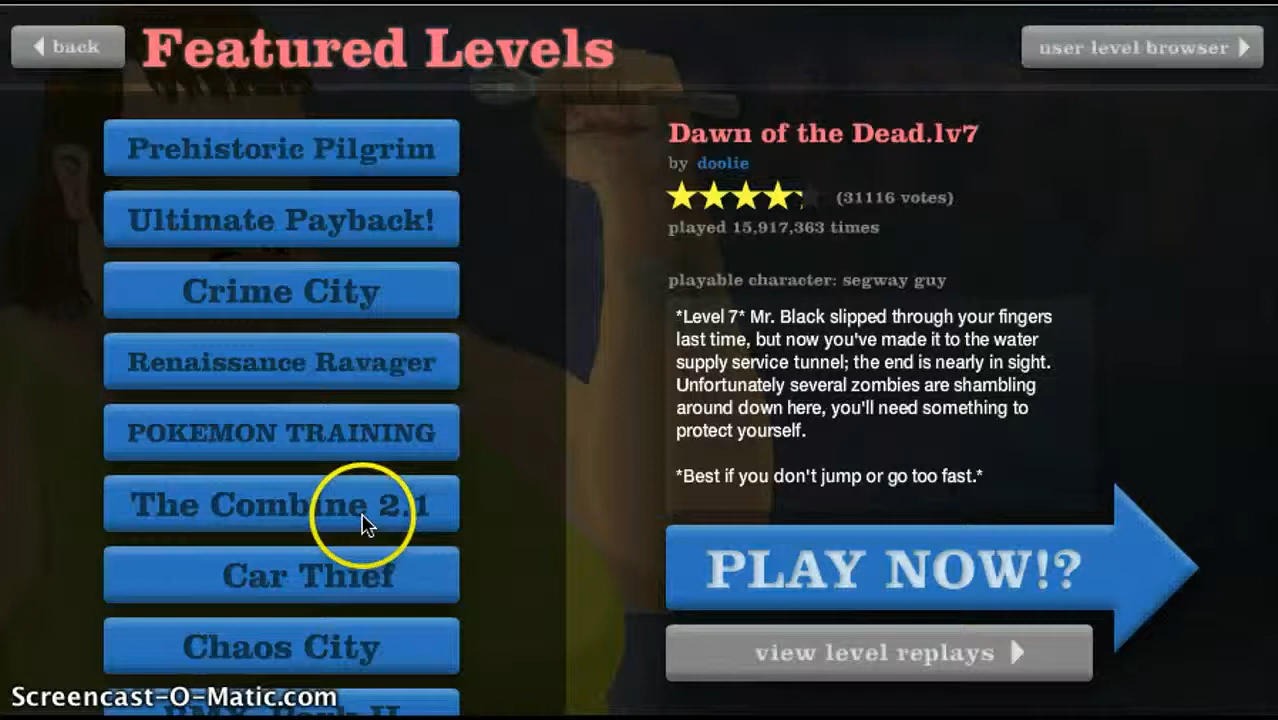 back
Featured Levels
user level browser
Prehistoric Pilgrim
Ultimate Payback!
Crime City
Renaissance Ravager
POKEMON TRAINING
The Combine 2.1
Car Thief
Chaos City
BMX Park II
Dawn of the Dead.lv7
by doolie
(31116 votes)
played 15,917,363 times
playable character: segway guy
*Level 7* Mr. Black slipped through your fingers
last time, but now you've made it to the water
supply service tunnel; the end is nearly in sight.
Unfortunately several zombies are shambling
around down here, you'll need something to
protect yourself.
*Best if you don't jump or go too fast.*
PLAY NOW!?
view level replays
Screencast-O-Matic.com